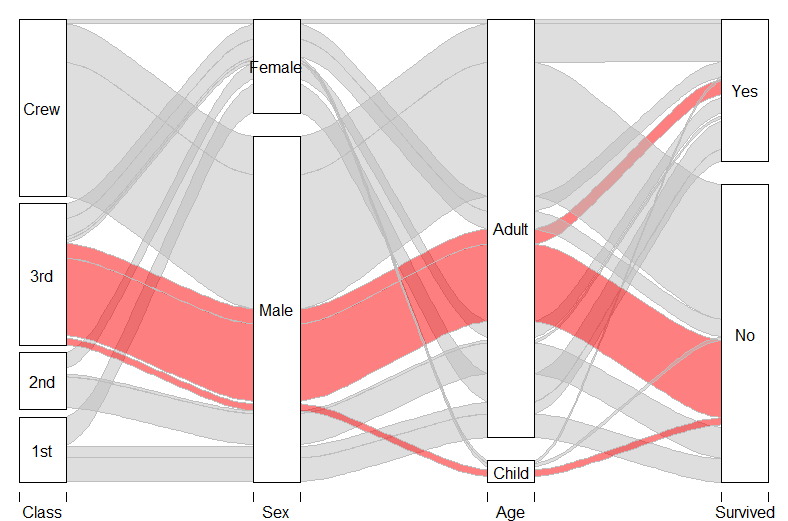 Crew
3rd
2nd
1st
Female
Male
Adult
Child
Yes
No
Class
Sex
Age
Survived